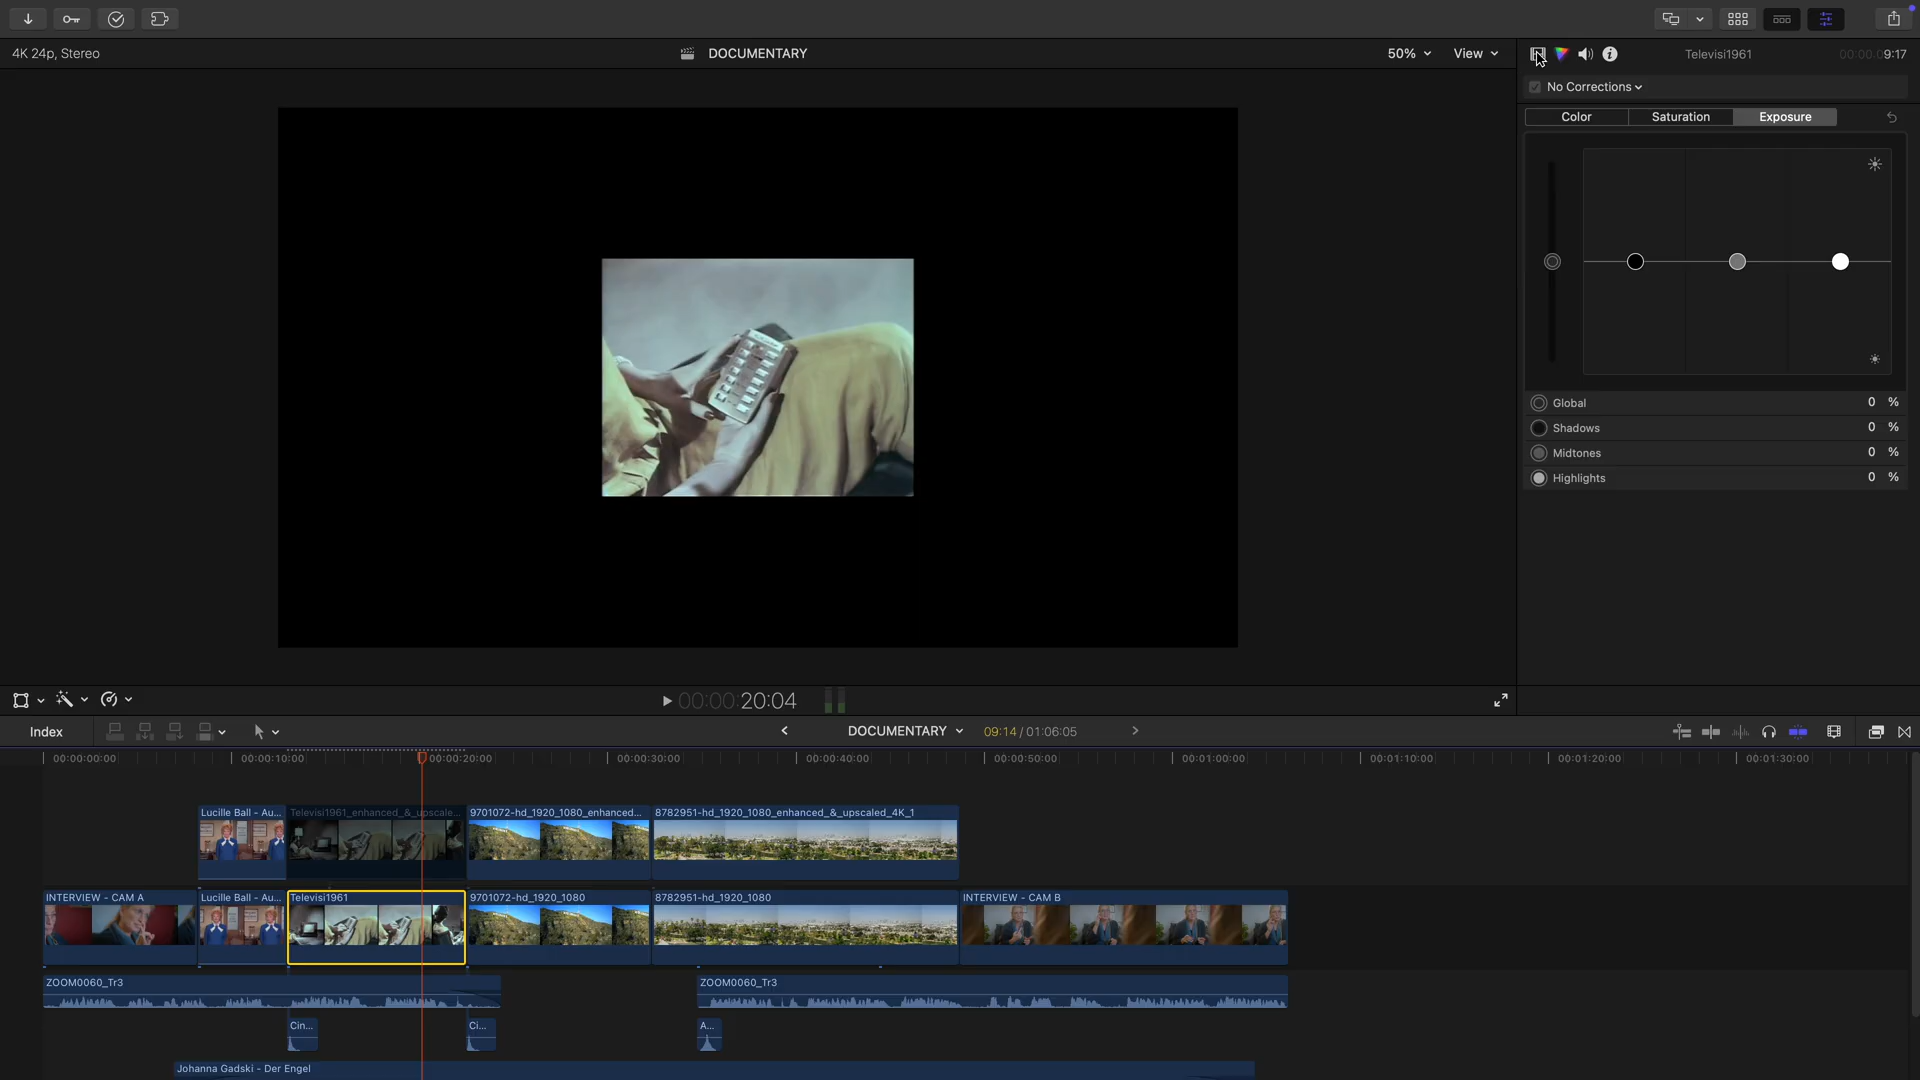 4K 24p, Stereo
DOCUMENTARY
50%
View
Televisi1961
00:00:09:17
No Corrections
Color
Saturation
Exposure
Global
0 %
Shadows
0 %
Midtones
0 %
Highlights
0 %
00:00:20:04
Index
DOCUMENTARY
09:14 / 01:06:05
00:00:00:00
00:00:10:00
00:00:20:00
00:00:30:00
00:00:40:00
00:00:50:00
00:01:00:00
00:01:10:00
00:01:20:00
00:01:30:00
Lucille Ball - Au...
Televisi1961_enhanced_&_upscale...
9701072-hd_1920_1080_enhanced...
8782951-hd_1920_1080_enhanced_&_upscaled_4K_1
INTERVIEW - CAM A
Lucille Ball - Au...
Televisi1961
9701072-hd_1920_1080
8782951-hd_1920_1080
INTERVIEW - CAM B
ZOOM0060_Tr3
ZOOM0060_Tr3
Cin...
Ci...
A...
Johanna Gadski - Der Engel